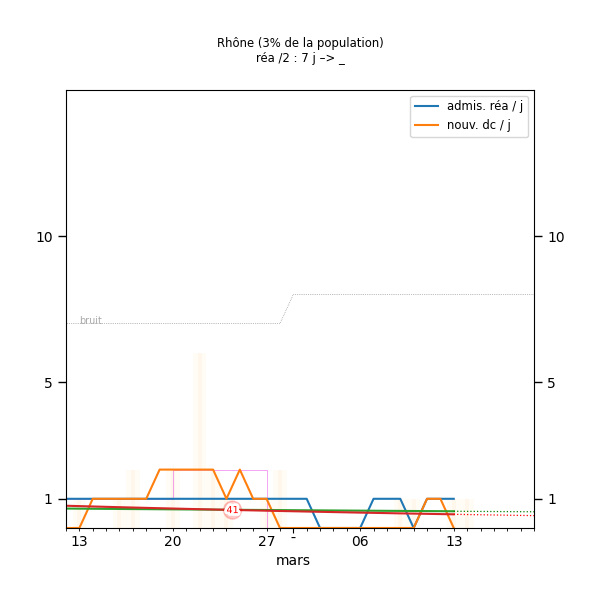 Rhône (3% de la population)
réa /2 : 7 j –> _
admis. réa / j
nouv. dc / j
10 10
bruit
5 5
1 41 1
13 20 27 - 06 13
mars